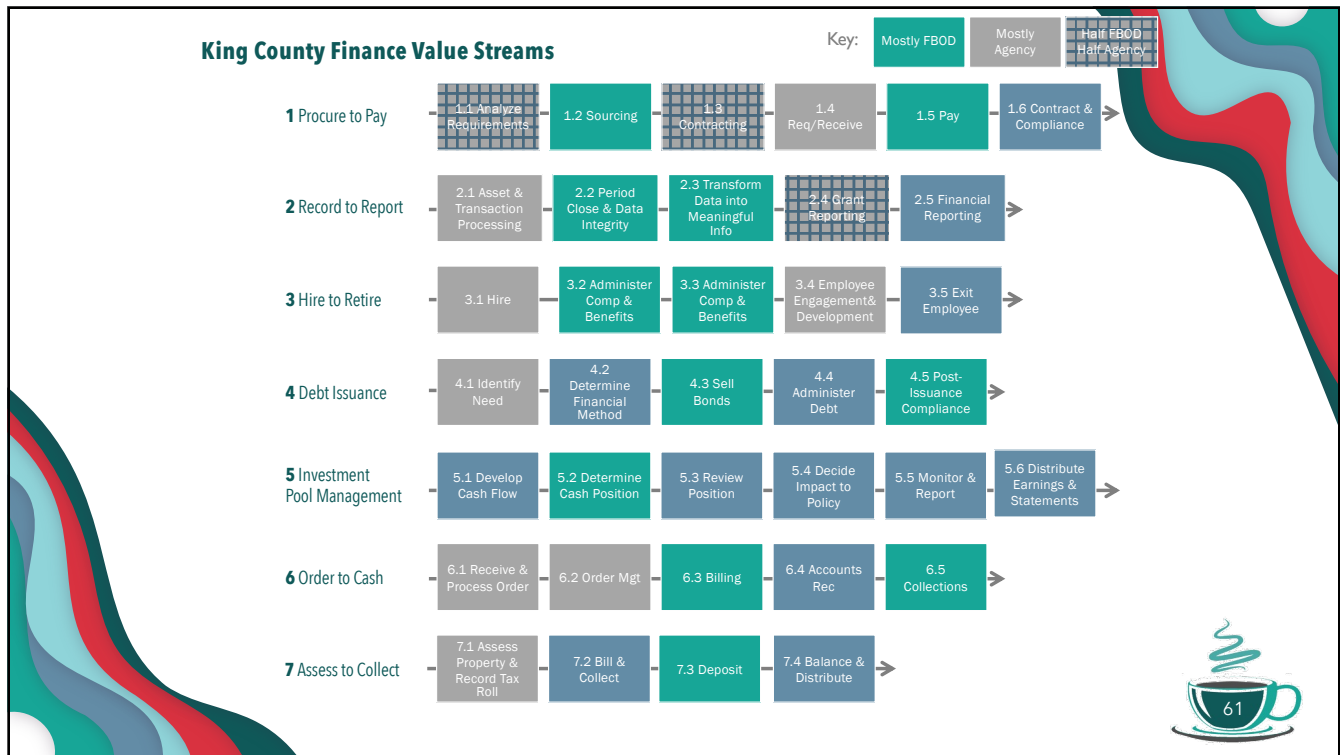 King County Finance Value Streams
Key:
Mostly FBOD
Mostly
Agency
Half FBOD
Half Agency
1 Procure to Pay
1.1 Analyze
Requirements
1.2 Sourcing
1.3
Contracting
1.4
Req/Receive
1.5 Pay
1.6 Contract &
Compliance
2 Record to Report
2.1 Asset &
Transaction
Processing
2.2 Period
Close & Data
Integrity
2.3 Transform
Data into
Meaningful
Info
2.4 Grant
Reporting
2.5 Financial
Reporting
3 Hire to Retire
3.1 Hire
3.2 Administer
Comp &
Benefits
3.3 Administer
Comp &
Benefits
3.4 Employee
Engagement&
Development
3.5 Exit
Employee
4 Debt Issuance
4.1 Identify
Need
4.2
Determine
Financial
Method
4.3 Sell
Bonds
4.4
Administer
Debt
4.5 Post-
Issuance
Compliance
5 Investment
Pool Management
5.1 Develop
Cash Flow
5.2 Determine
Cash Position
5.3 Review
Position
5.4 Decide
Impact to
Policy
5.5 Monitor &
Report
5.6 Distribute
Earnings &
Statements
6 Order to Cash
6.1 Receive &
Process Order
6.2 Order Mgt
6.3 Billing
6.4 Accounts
Rec
6.5
Collections
7 Assess to Collect
7.1 Assess
Property &
Record Tax
Roll
7.2 Bill &
Collect
7.3 Deposit
7.4 Balance &
Distribute
61